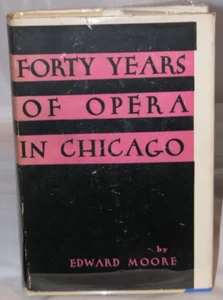 FORTY YEARS
OF OPERA
IN CHICAGO
by
EDWARD MOORE